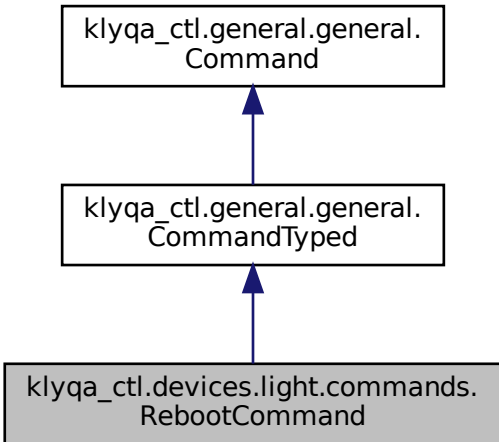 klyqa_ctl.general.general.
Command
klyqa_ctl.general.general.
CommandTyped
klyqa_ctl.devices.light.commands.
RebootCommand